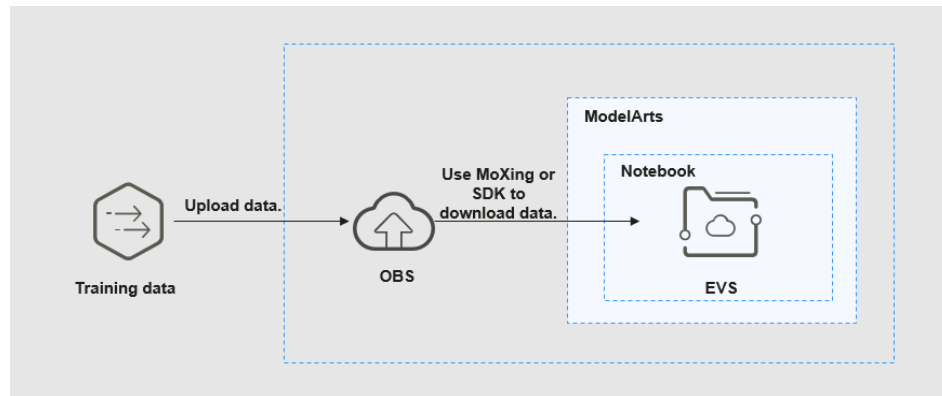 Training data
Upload data.
OBS
Use MoXing or
SDK to
download data.
ModelArts
Notebook
EVS